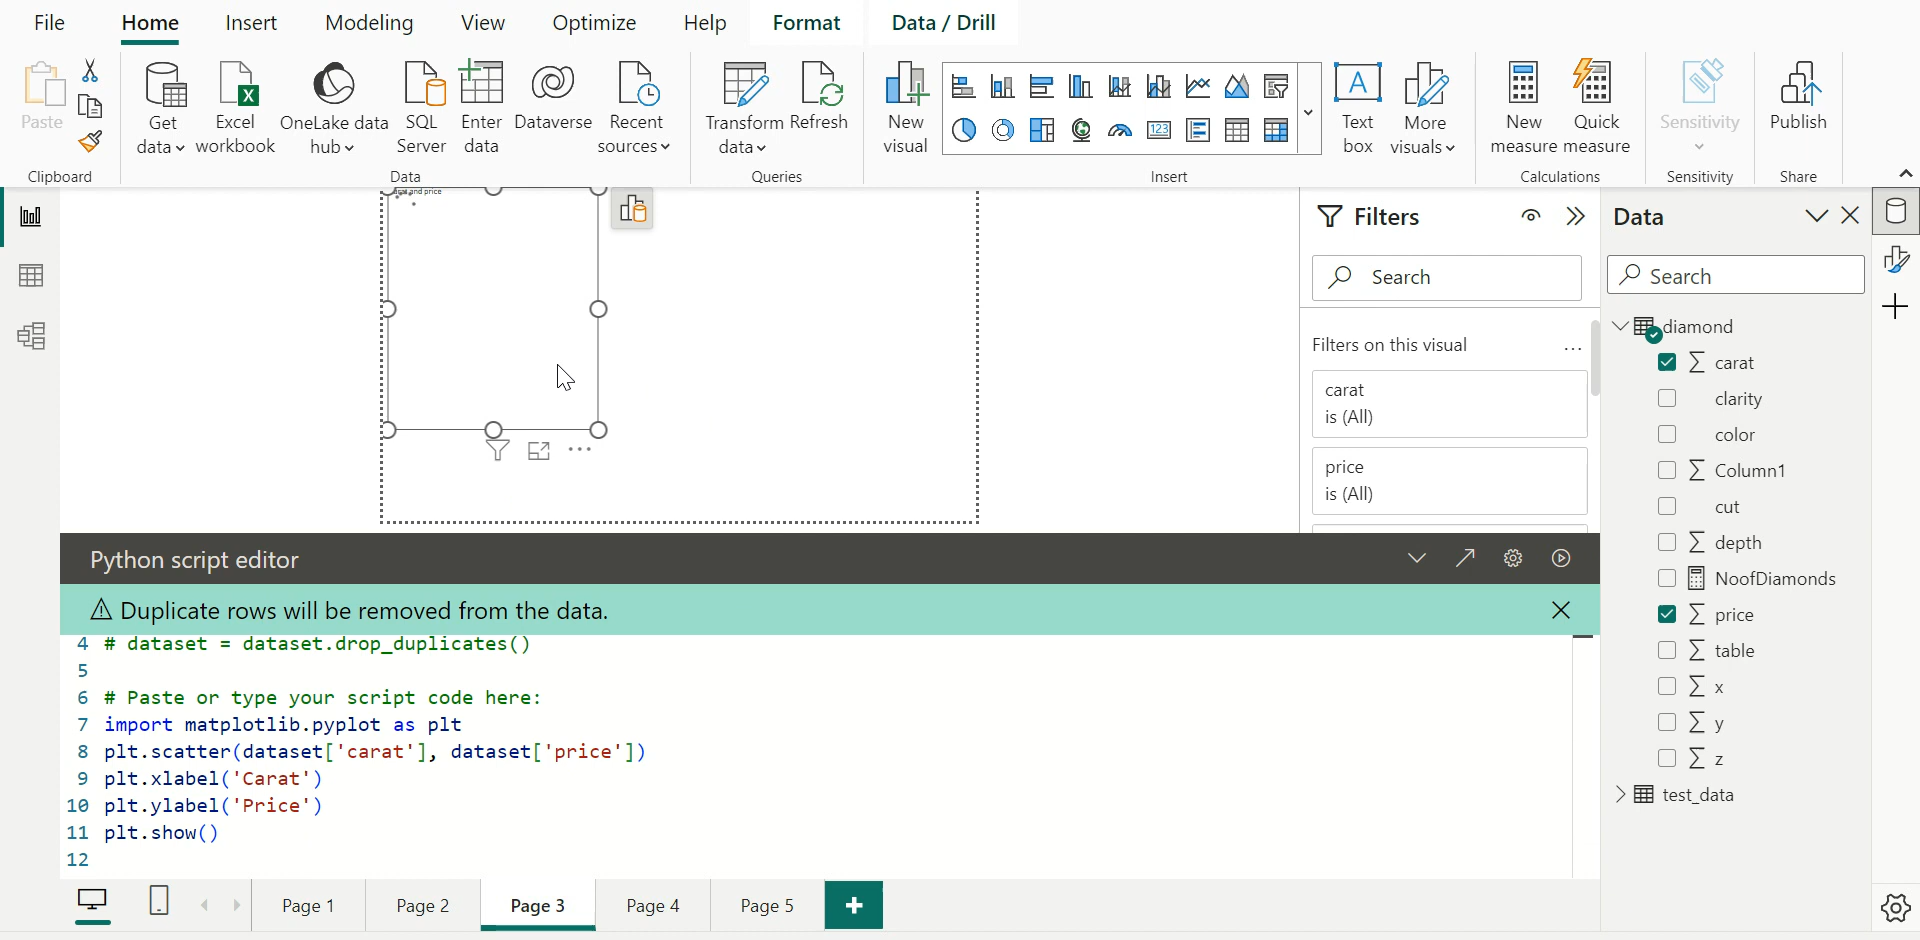 File Home Insert Modeling View Optimize Help Format Data / Drill
Paste
Get data
Excel workbook
OneLake data hub
SQL Server
Enter data
Dataverse
Recent sources
Transform data
Refresh
New visual
123
A
Text box
More visuals
New measure
Quick measure
Sensitivity
Publish
Clipboard
Data
Queries
Insert
Calculations
Sensitivity
Share
and price
Filters
Search
Filters on this visual
carat
is (All)
price
is (All)
Data
Search
diamond
carat
clarity
color
Column1
cut
depth
NoofDiamonds
price
table
x
y
z
test_data
Python script editor
Duplicate rows will be removed from the data.
4 # dataset = dataset.drop_duplicates()
5
6 # Paste or type your script code here:
7 import matplotlib.pyplot as plt
8 plt.scatter(dataset['carat'], dataset['price'])
9 plt.xlabel('Carat')
10 plt.ylabel('Price')
11 plt.show()
12
Page 1 Page 2 Page 3 Page 4 Page 5 +